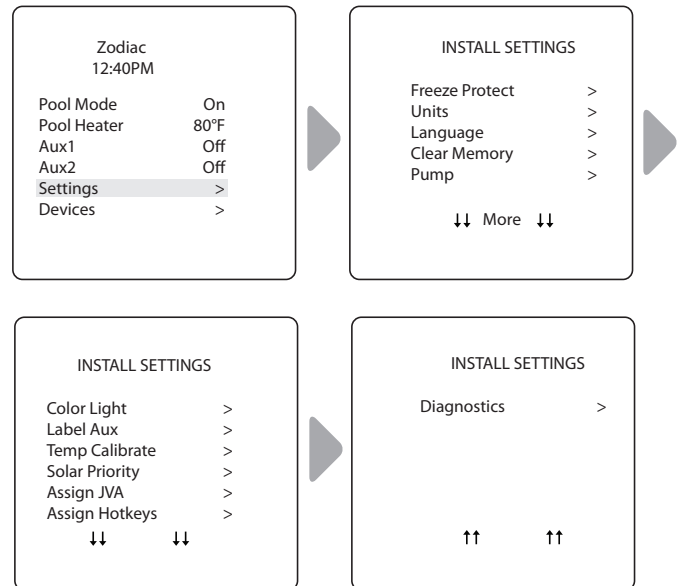 Zodiac
12:40PM
Pool Mode On
Pool Heater 80°F
Aux1 Off
Aux2 Off
Settings >
Devices >
INSTALL SETTINGS
Freeze Protect >
Units >
Language >
Clear Memory >
Pump >
↓↓ More ↓↓
INSTALL SETTINGS
Color Light >
Label Aux >
Temp Calibrate >
Solar Priority >
Assign JVA >
Assign Hotkeys >
↓↓ ↓↓
INSTALL SETTINGS
Diagnostics >
↑↑ ↑↑